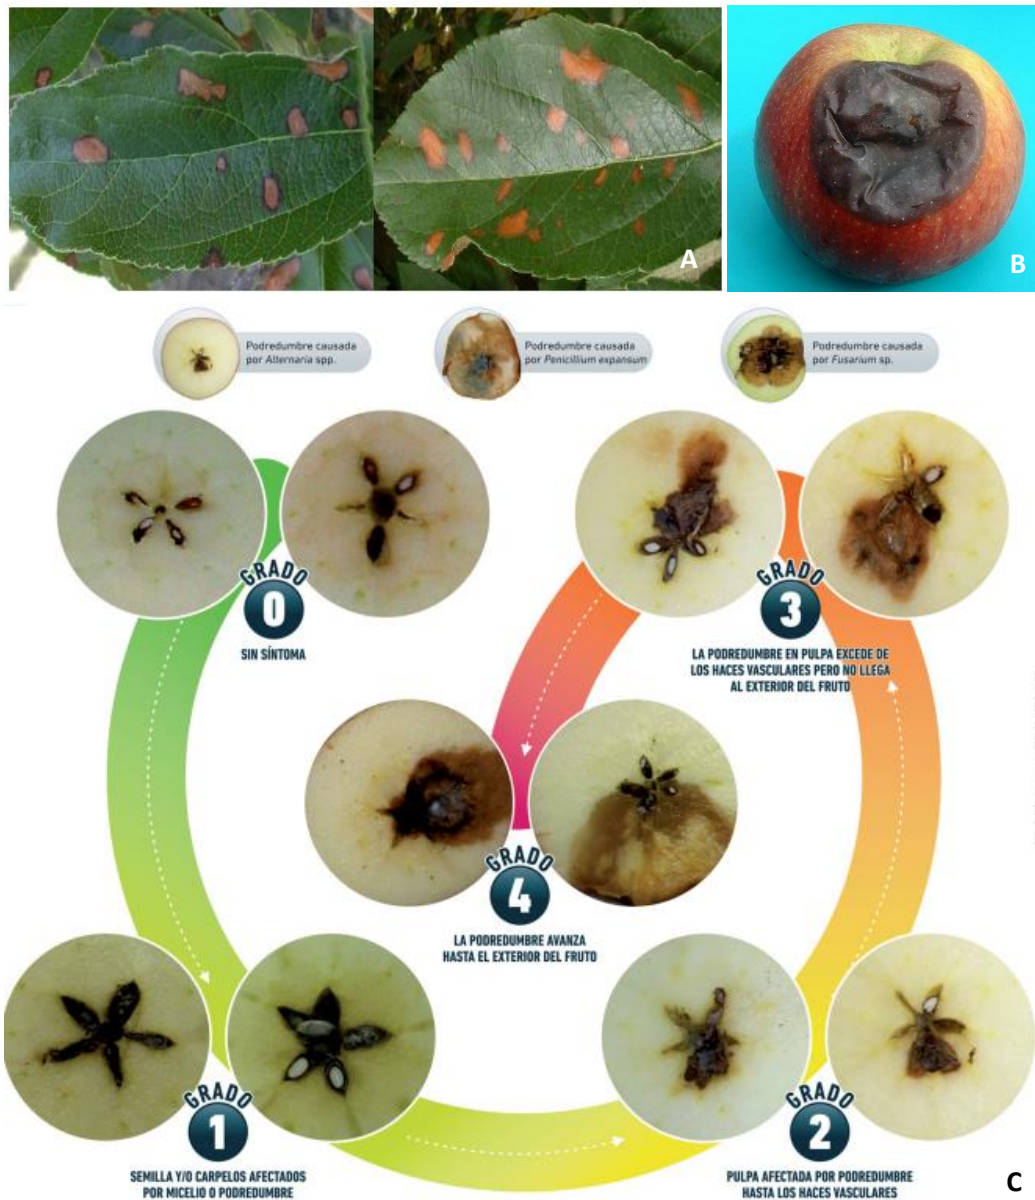 A
B
Podredumbre causada
por Alternaria spp.
Podredumbre causada
por Penicillium expansum
Podredumbre causada
por Fusarium sp.
GRADO
0
SIN SÍNTOMA
GRADO
3
LA PODREDUMBRE EN PULPA EXCEDE DE
LOS HACES VASCULARES PERO NO LLEGA
AL EXTERIOR DEL FRUTO
GRADO
4
LA PODREDUMBRE AVANZA
HASTA EL EXTERIOR DEL FRUTO
GRADO
1
SEMILLA Y/O CARPELOS AFECTADOS
POR MICELIO O PODREDUMBRE
GRADO
2
PULPA AFECTADA POR PODREDUMBRE
HASTA LOS HACES VASCULARES
C